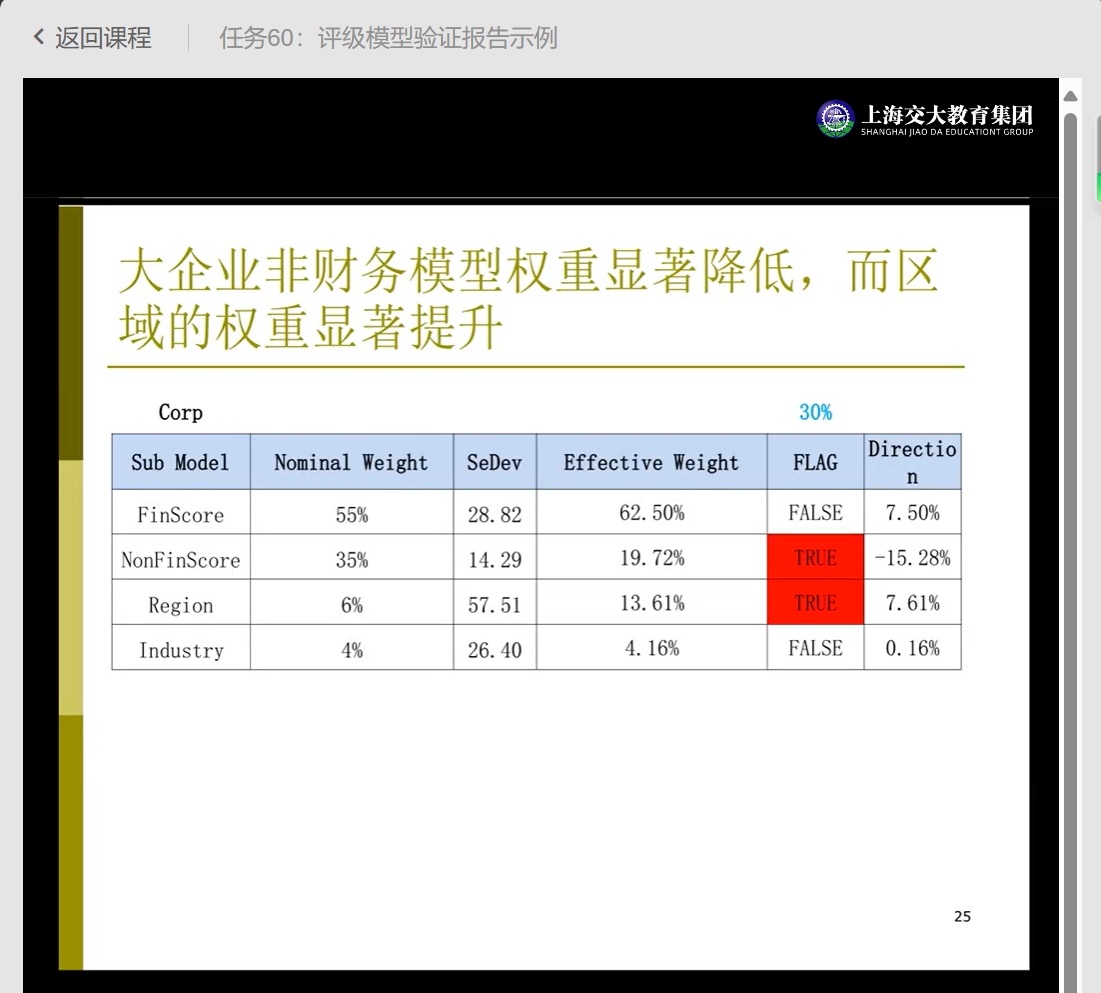 返回课程
任务60：评级模型验证报告示例
上海交大教育集团
SHANGHAI JIAO DA EDUCATIONT GROUP
大企业非财务模型权重显著降低，而区
域的权重显著提升
Corp 30%
Sub Model Nominal Weight SeDev Effective Weight FLAG Directio
n
FinScore 55% 28.82 62.50% FALSE 7.50%
NonFinScore 35% 14.29 19.72% TRUE -15.28%
Region 6% 57.51 13.61% TRUE 7.61%
Industry 4% 26.40 4.16% FALSE 0.16%
25